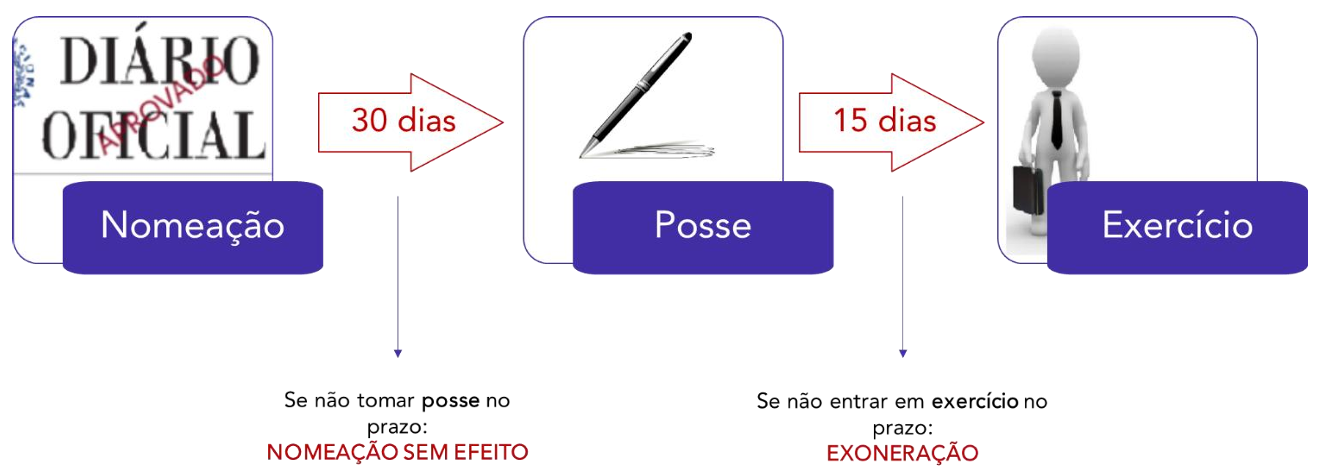 DIÁRIO
OFICIAL
APROVADO
30 dias
15 dias
Nomeação
Posse
Exercício
Se não tomar posse no
prazo:
NOMEAÇÃO SEM EFEITO
Se não entrar em exercício no
prazo:
EXONERAÇÃO